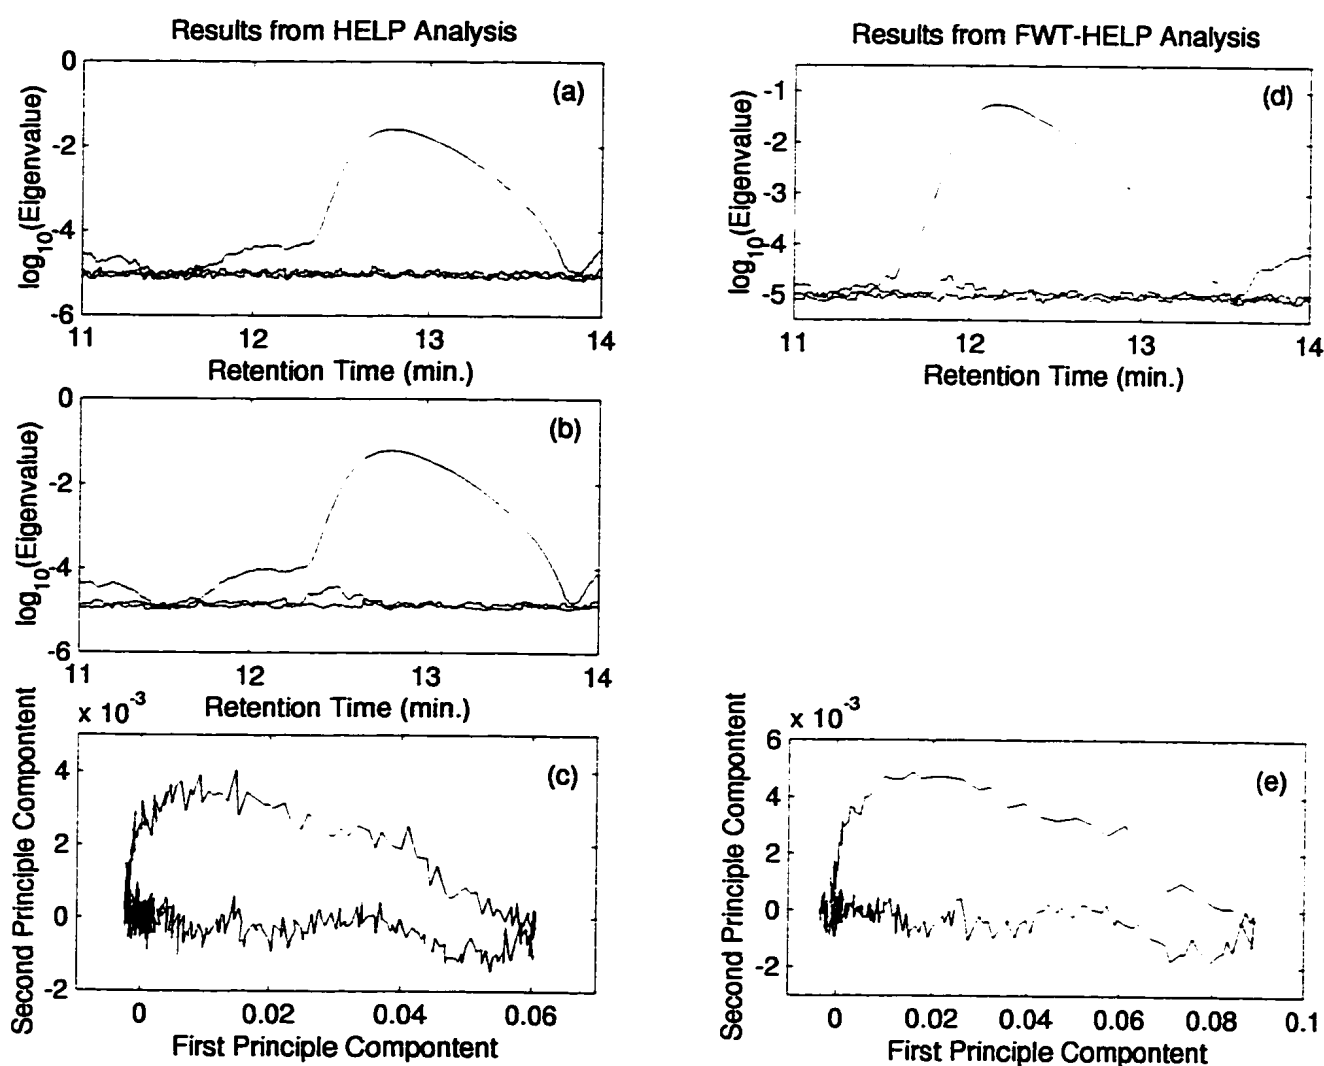 Results from HELP Analysis
0
-2
-4
-6
log10(Eigenvalue)
(a)
11
12
13
14
Retention Time (min.)
0
-2
-4
-6
log10(Eigenvalue)
(b)
11
12
13
14
Retention Time (min.)
x 10-3
4
2
0
-2
Second Principle Compontent
(c)
0
0.02
0.04
0.06
First Principle Compontent
Results from FWT-HELP Analysis
-1
-2
-3
-4
-5
log10(Eigenvalue)
(d)
11
12
13
14
Retention Time (min.)
x 10-3
6
4
2
0
-2
Second Principle Compontent
(e)
0
0.02
0.04
0.06
0.08
0.1
First Principle Compontent